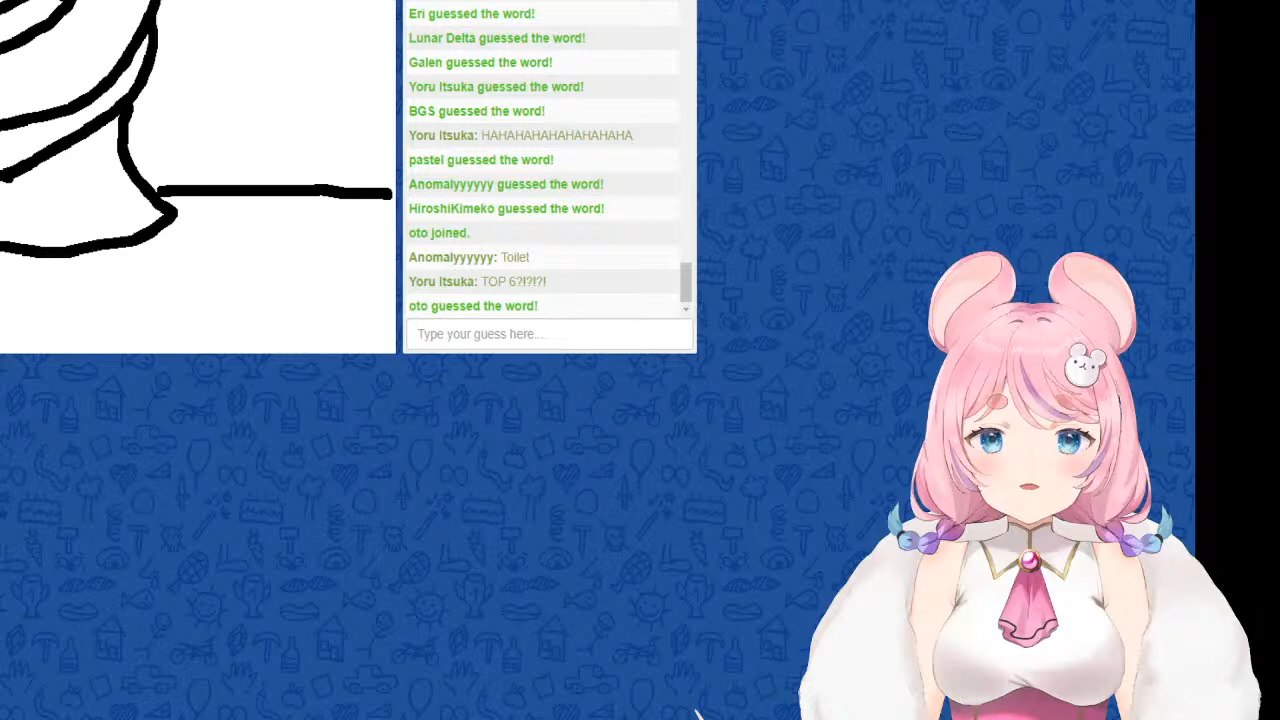 Eri guessed the word!
Lunar Delta guessed the word!
Galen guessed the word!
Yoru Itsuka guessed the word!
BGS guessed the word!
Yoru Itsuka: HAHAHAHAHAHAHAHAHA
pastel guessed the word!
Anomalyyyyyy guessed the word!
HiroshiKimeko guessed the word!
oto joined.
Anomalyyyyyy: Toilet
Yoru Itsuka: TOP 6?!?!?!
oto guessed the word!
Type your guess here...